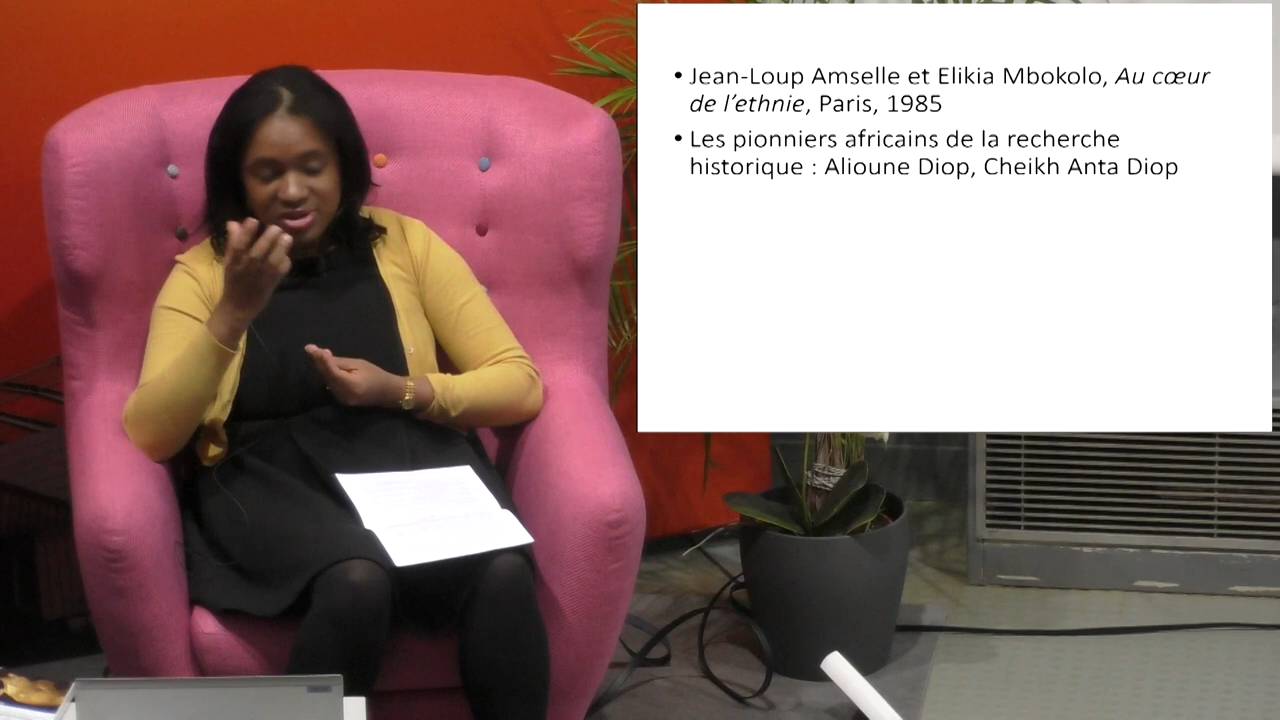 • Jean-Loup Amselle et Elikia Mbokolo, Au cœur
de l’ethnie, Paris, 1985
• Les pionniers africains de la recherche
historique : Alioune Diop, Cheikh Anta Diop